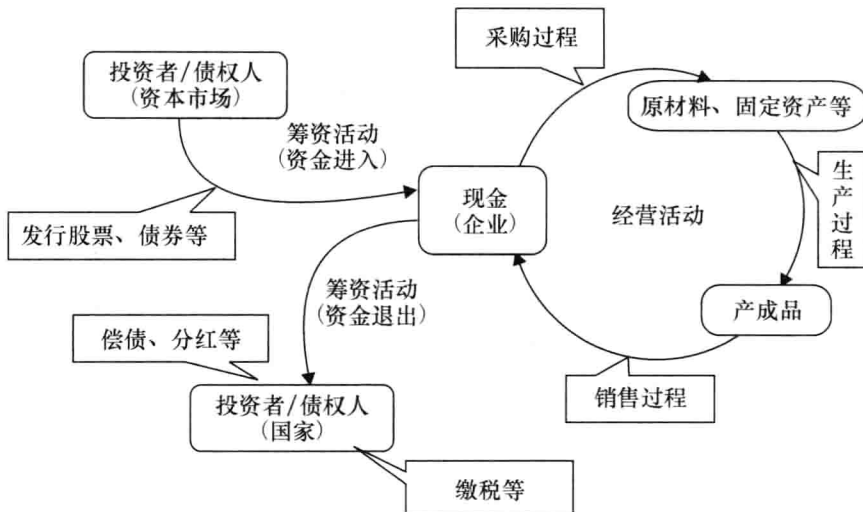 采购过程
投资者/债权人
(资本市场)
原材料、固定资产等
筹资活动
(资金进入)
现金
(企业)
经营活动
生产过程
发行股票、债券等
筹资活动
(资金退出)
产成品
偿债、分红等
投资者/债权人
(国家)
销售过程
缴税等